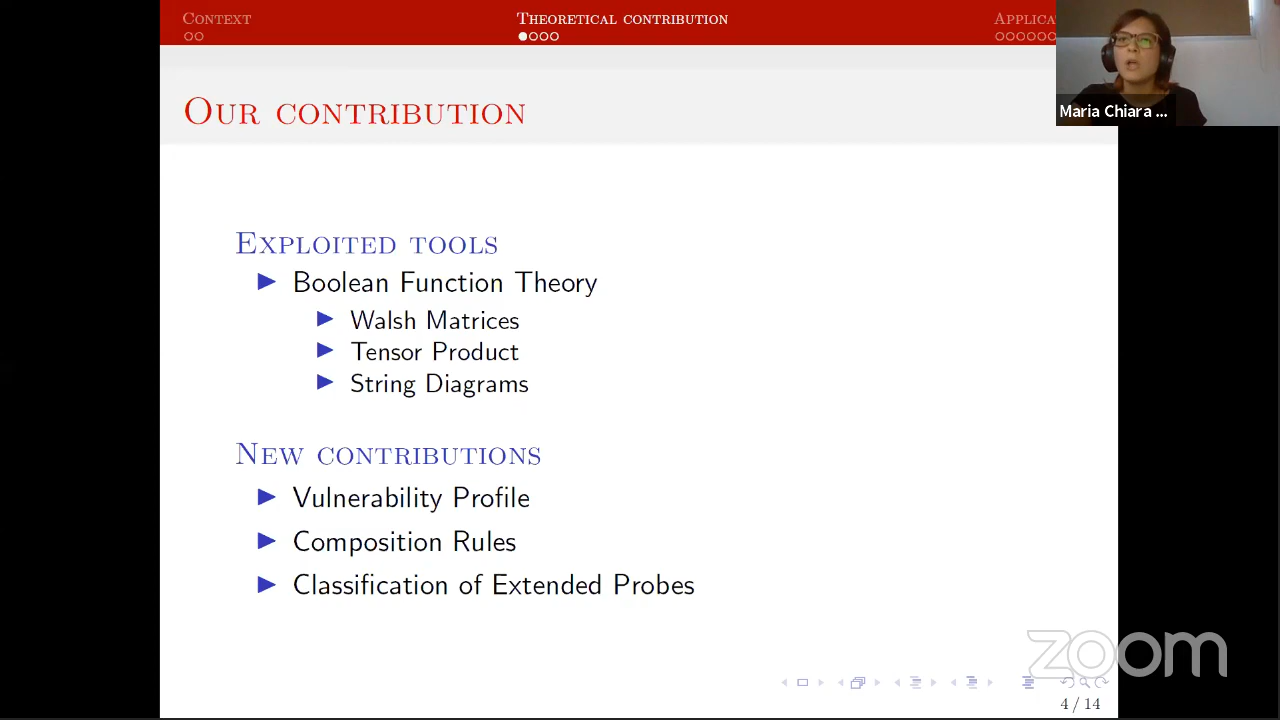 Context
Theoretical contribution
Our contribution
Maria Chiara ...
Exploited tools
Boolean Function Theory
Walsh Matrices
Tensor Product
String Diagrams
New contributions
Vulnerability Profile
Composition Rules
Classification of Extended Probes
zoom
4 / 14